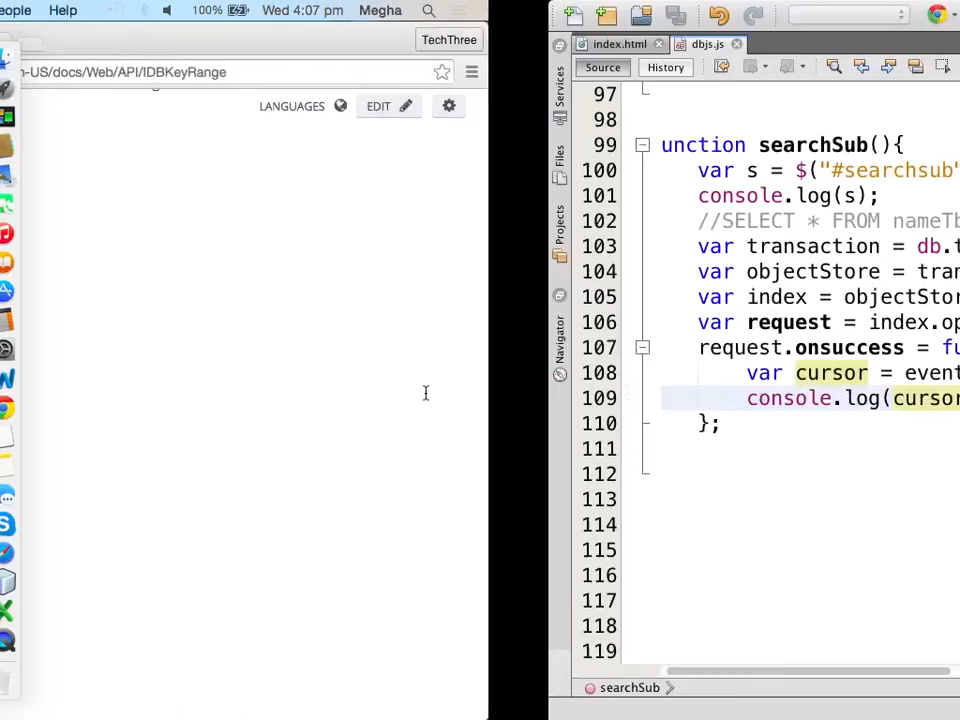 eople Help 100% Wed 4:07 pm Megha
TechThree
n-US/docs/Web/API/IDBKeyRange
LANGUAGES EDIT
index.html dbjs.js
Source History
Services
Files
Projects
Navigator
97
98
99 unction searchSub(){
100 var s = $("#searchsub"
101 console.log(s);
102 //SELECT * FROM nameTb
103 var transaction = db.t
104 var objectStore = tran
105 var index = objectStor
106 var request = index.op
107 request.onsuccess = fu
108 var cursor = event
109 console.log(cursor
110 };
111
112
113
114
115
116
117
118
119
searchSub